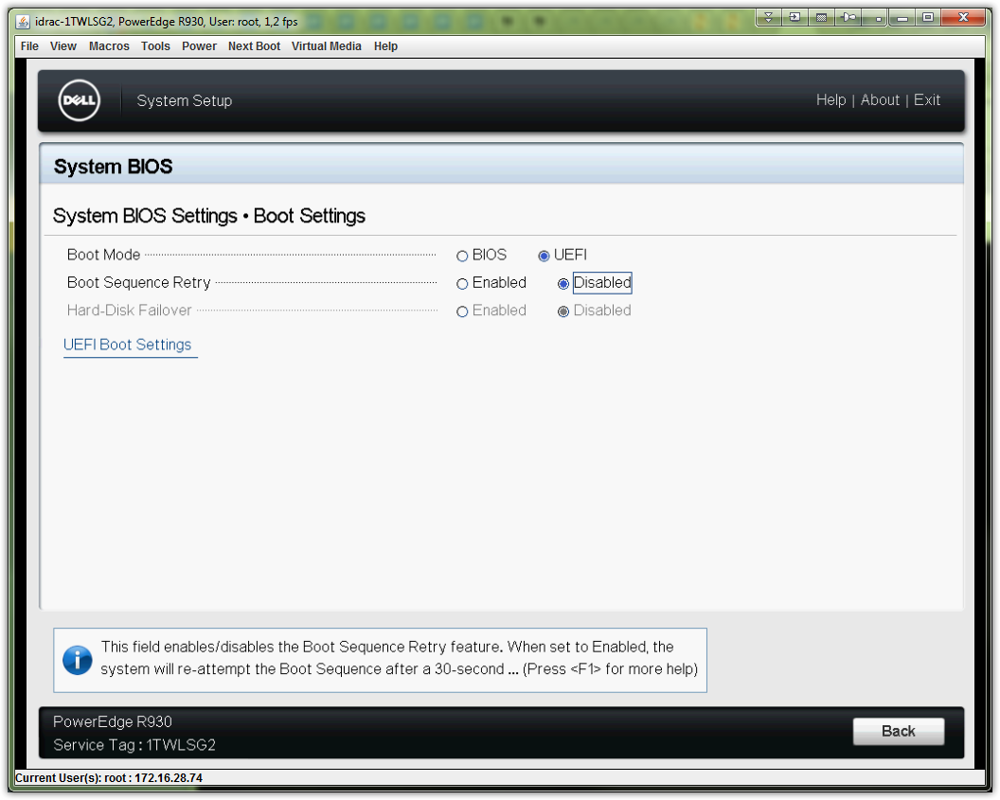 idrac-1TWLSG2, PowerEdge R930, User: root, 1,2 fps
File View Macros Tools Power Next Boot Virtual Media Help
DELL System Setup Help | About | Exit
System BIOS
System BIOS Settings • Boot Settings
Boot Mode BIOS UEFI
Boot Sequence Retry Enabled Disabled
Hard-Disk Failover Enabled Disabled
UEFI Boot Settings
This field enables/disables the Boot Sequence Retry feature. When set to Enabled, the
system will re-attempt the Boot Sequence after a 30-second ... (Press <F1> for more help)
PowerEdge R930
Service Tag : 1TWLSG2
Back
Current User(s): root : 172.16.28.74